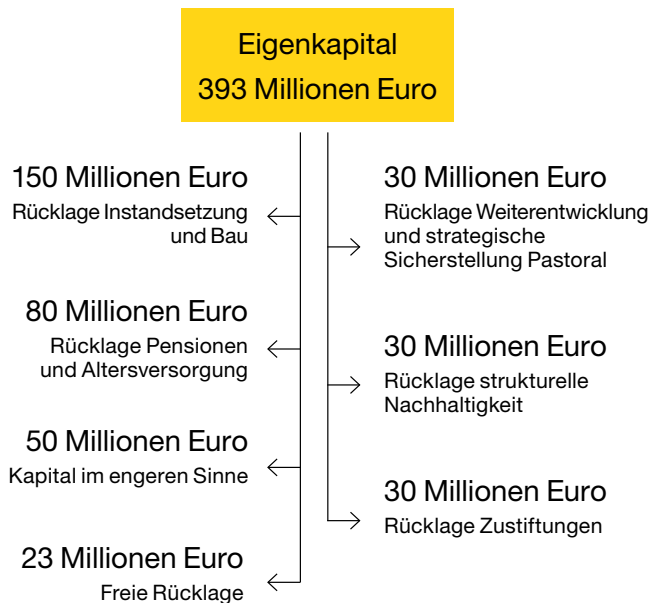 Eigenkapital
393 Millionen Euro
150 Millionen Euro
Rücklage Instandsetzung
und Bau
80 Millionen Euro
Rücklage Pensionen
und Altersversorgung
50 Millionen Euro
Kapital im engeren Sinne
23 Millionen Euro
Freie Rücklage
30 Millionen Euro
Rücklage Weiterentwicklung
und strategische
Sicherstellung Pastoral
30 Millionen Euro
Rücklage strukturelle
Nachhaltigkeit
30 Millionen Euro
Rücklage Zustiftungen